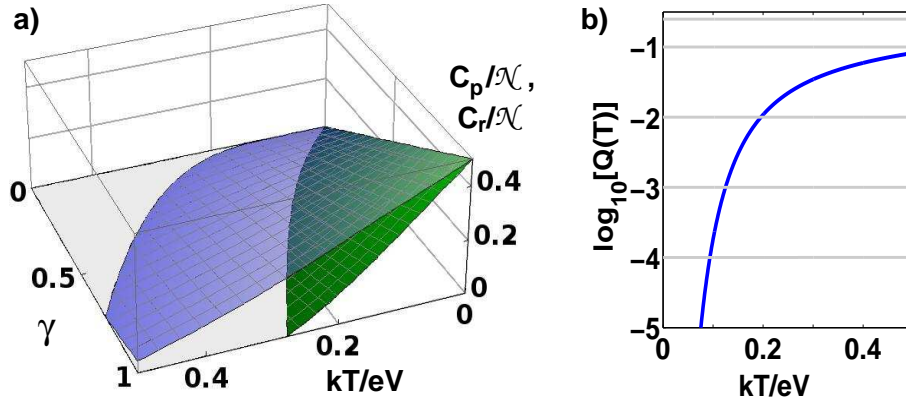 a)
C_p/𝒩 ,
C_r/𝒩
0
0.5
1
γ
0.4
0.2
0
kT/eV
0.4
0.2
0
b)
log₁₀[Q(T)]
−1
−2
−3
−4
−5
0
0.2
0.4
kT/eV